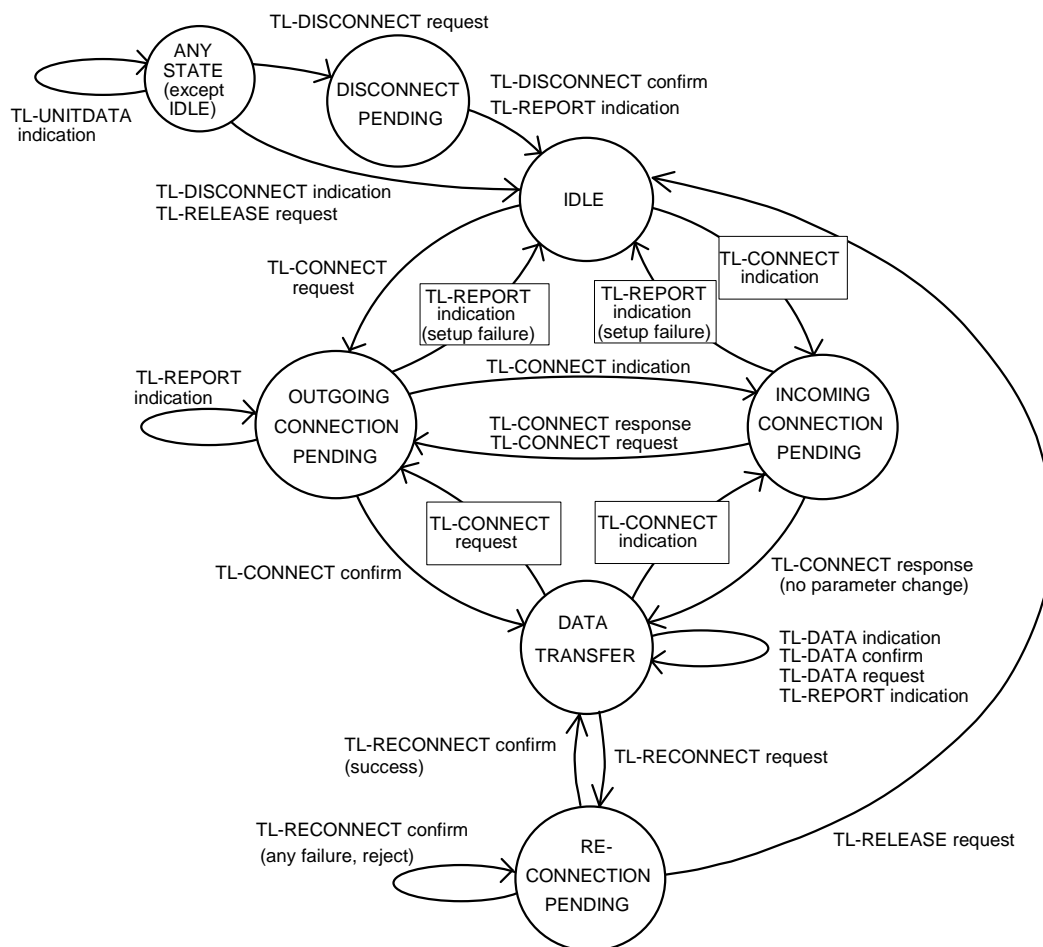 TL-DISCONNECT request
ANY
STATE
(except
IDLE)
TL-UNITDATA
indication
DISCONNECT
PENDING
TL-DISCONNECT confirm
TL-REPORT indication
TL-DISCONNECT indication
TL-RELEASE request
IDLE
TL-CONNECT
request
TL-REPORT
indication
(setup failure)
TL-REPORT
indication
(setup failure)
TL-CONNECT
indication
TL-REPORT
indication
OUTGOING
CONNECTION
PENDING
TL-CONNECT indication
TL-CONNECT response
TL-CONNECT request
INCOMING
CONNECTION
PENDING
TL-CONNECT
request
TL-CONNECT
indication
TL-CONNECT confirm
TL-CONNECT response
(no parameter change)
DATA
TRANSFER
TL-DATA indication
TL-DATA confirm
TL-DATA request
TL-REPORT indication
TL-RECONNECT confirm
(success)
TL-RECONNECT request
TL-RECONNECT confirm
(any failure, reject)
RE-
CONNECTION
PENDING
TL-RELEASE request